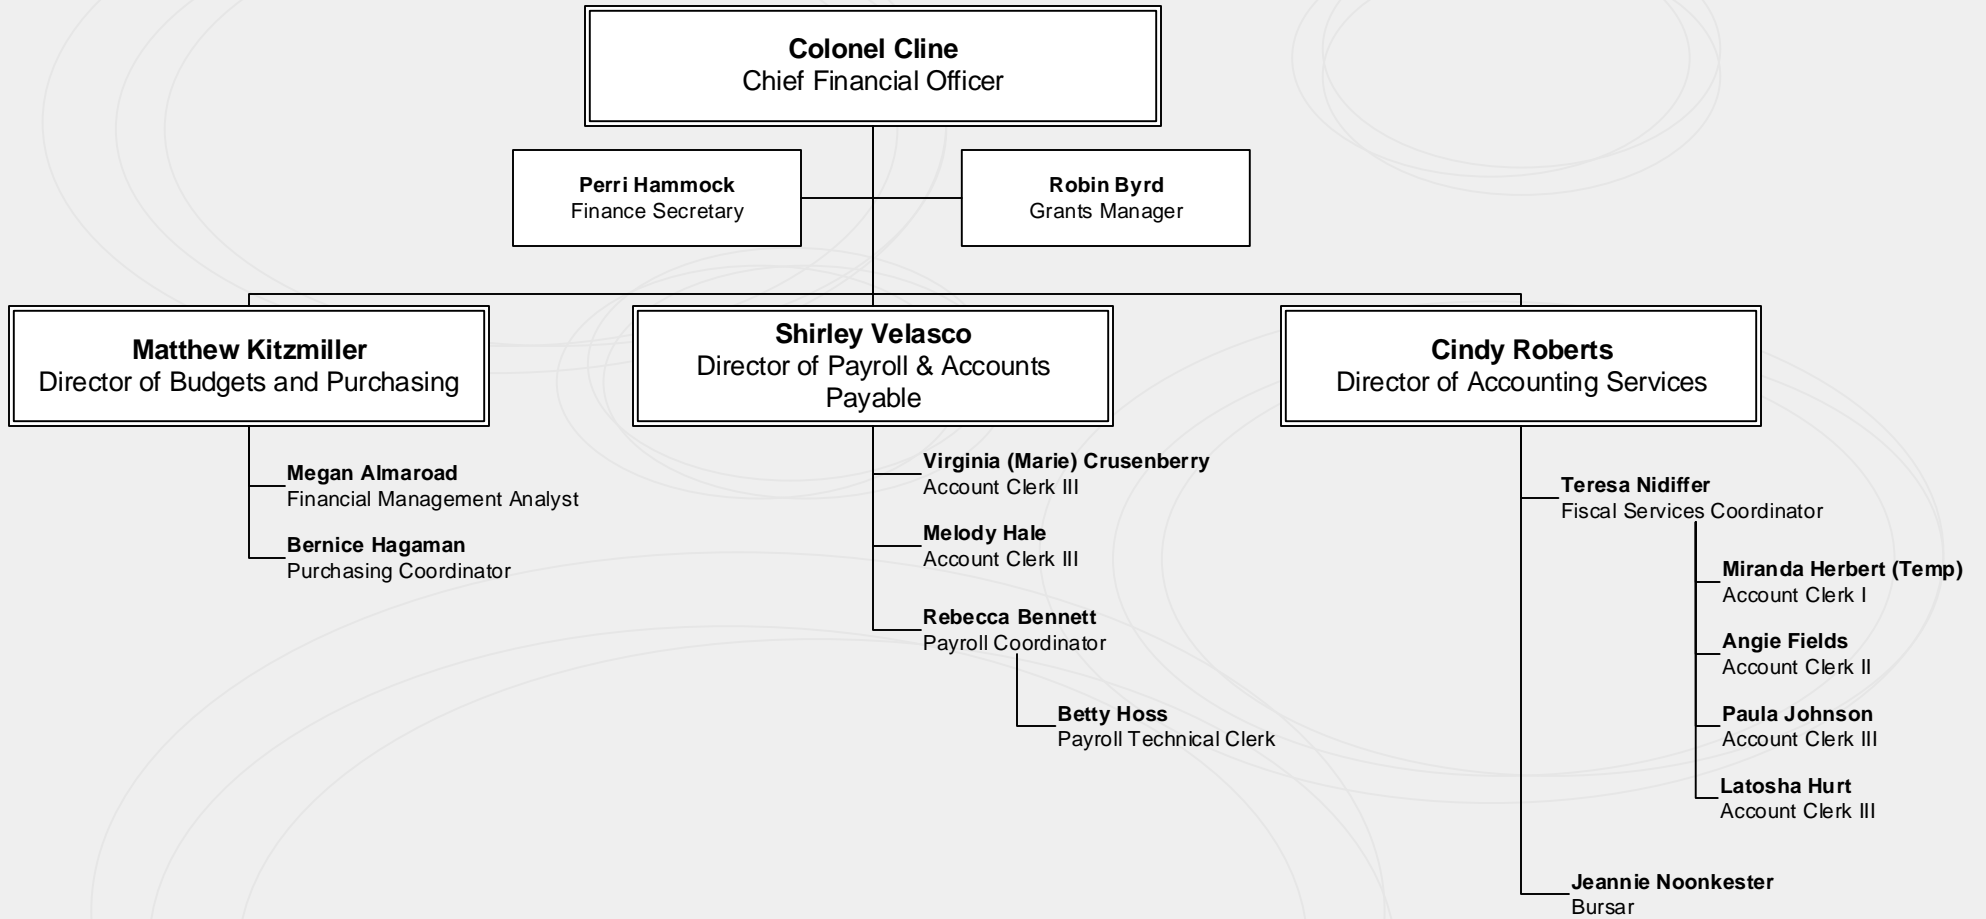 Colonel Cline
Chief Financial Officer
Perri Hammock
Finance Secretary
Robin Byrd
Grants Manager
Matthew Kitzmiller
Director of Budgets and Purchasing
Shirley Velasco
Director of Payroll & Accounts
Payable
Cindy Roberts
Director of Accounting Services
Megan Almaroad
Financial Management Analyst
Bernice Hagaman
Purchasing Coordinator
Virginia (Marie) Crusenberry
Account Clerk III
Melody Hale
Account Clerk III
Rebecca Bennett
Payroll Coordinator
Betty Hoss
Payroll Technical Clerk
Teresa Nidiffer
Fiscal Services Coordinator
Miranda Herbert (Temp)
Account Clerk I
Angie Fields
Account Clerk II
Paula Johnson
Account Clerk III
Latosha Hurt
Account Clerk III
Jeannie Noonkester
Bursar